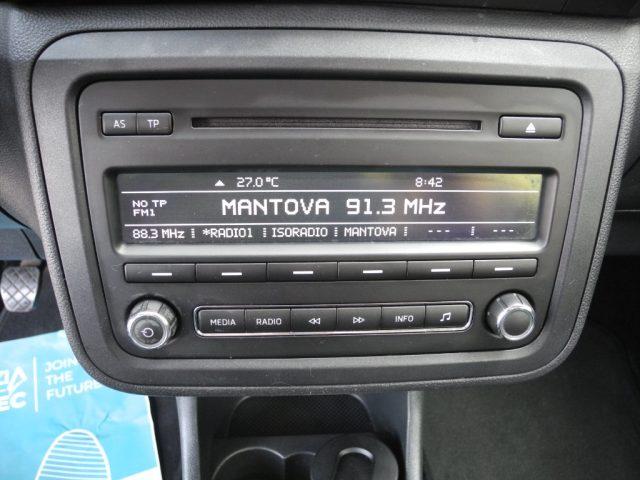 AS TP
27.0°C 8:42
NO TP
FM1
MANTOVA 91.3 MHz
88.3 MHz *RADIO1 ISORADIO MANTOVA --- ---
MEDIA RADIO INFO
JOIN
THE
FUTURE